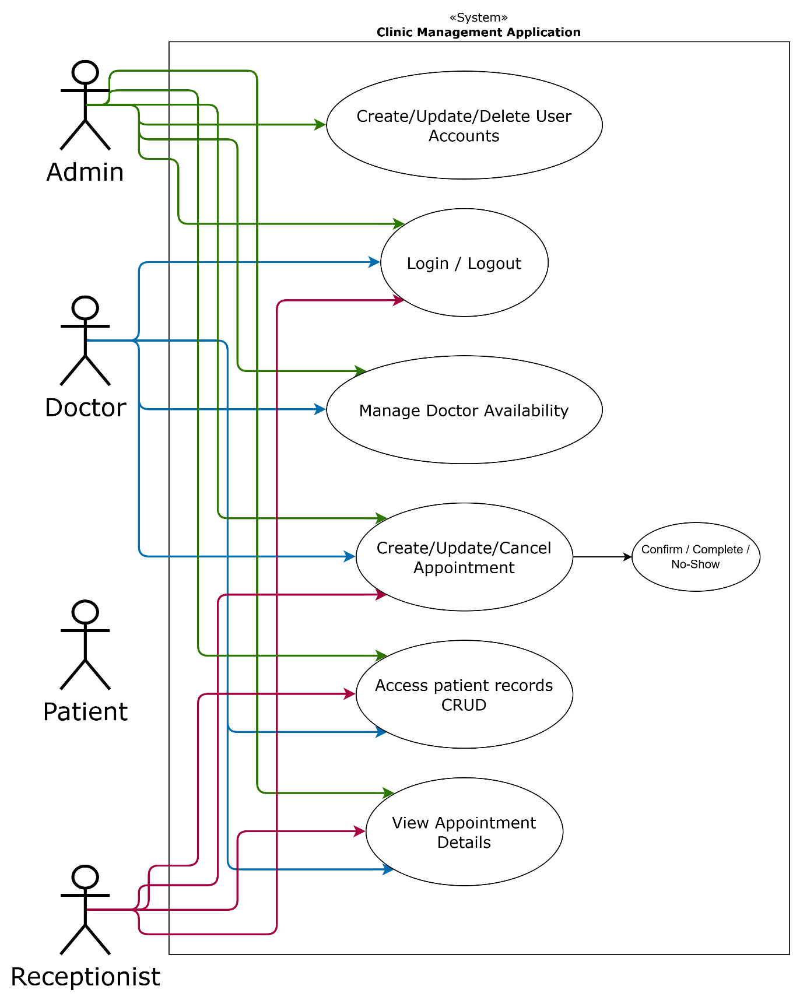 «System»
Clinic Management Application
Admin
Create/Update/Delete User
Accounts
Login / Logout
Doctor
Manage Doctor Availability
Create/Update/Cancel
Appointment
Confirm / Complete /
No-Show
Patient
Access patient records
CRUD
View Appointment
Details
Receptionist